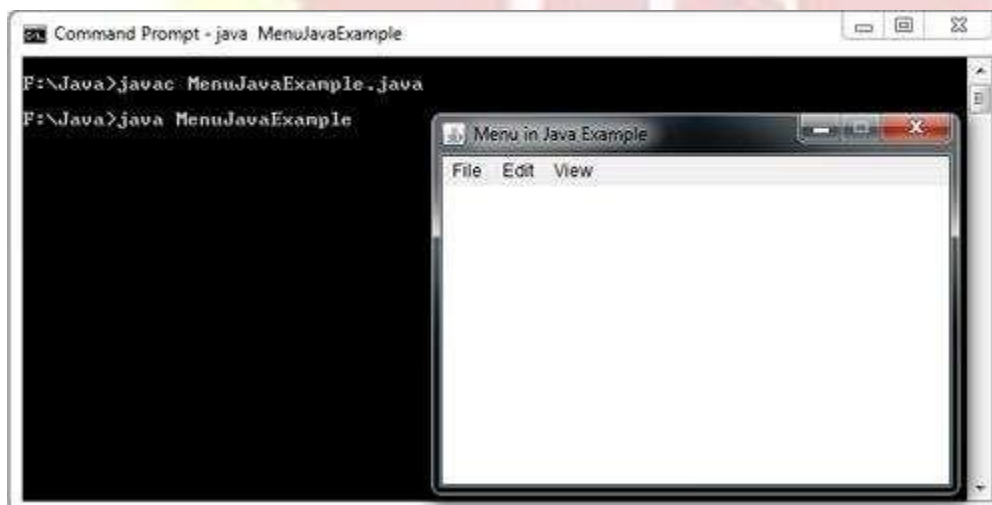 Command Prompt - java MenuJavaExample
F:\Java>javac MenuJavaExample.java
F:\Java>java MenuJavaExample
Menu in Java Example
File Edit View